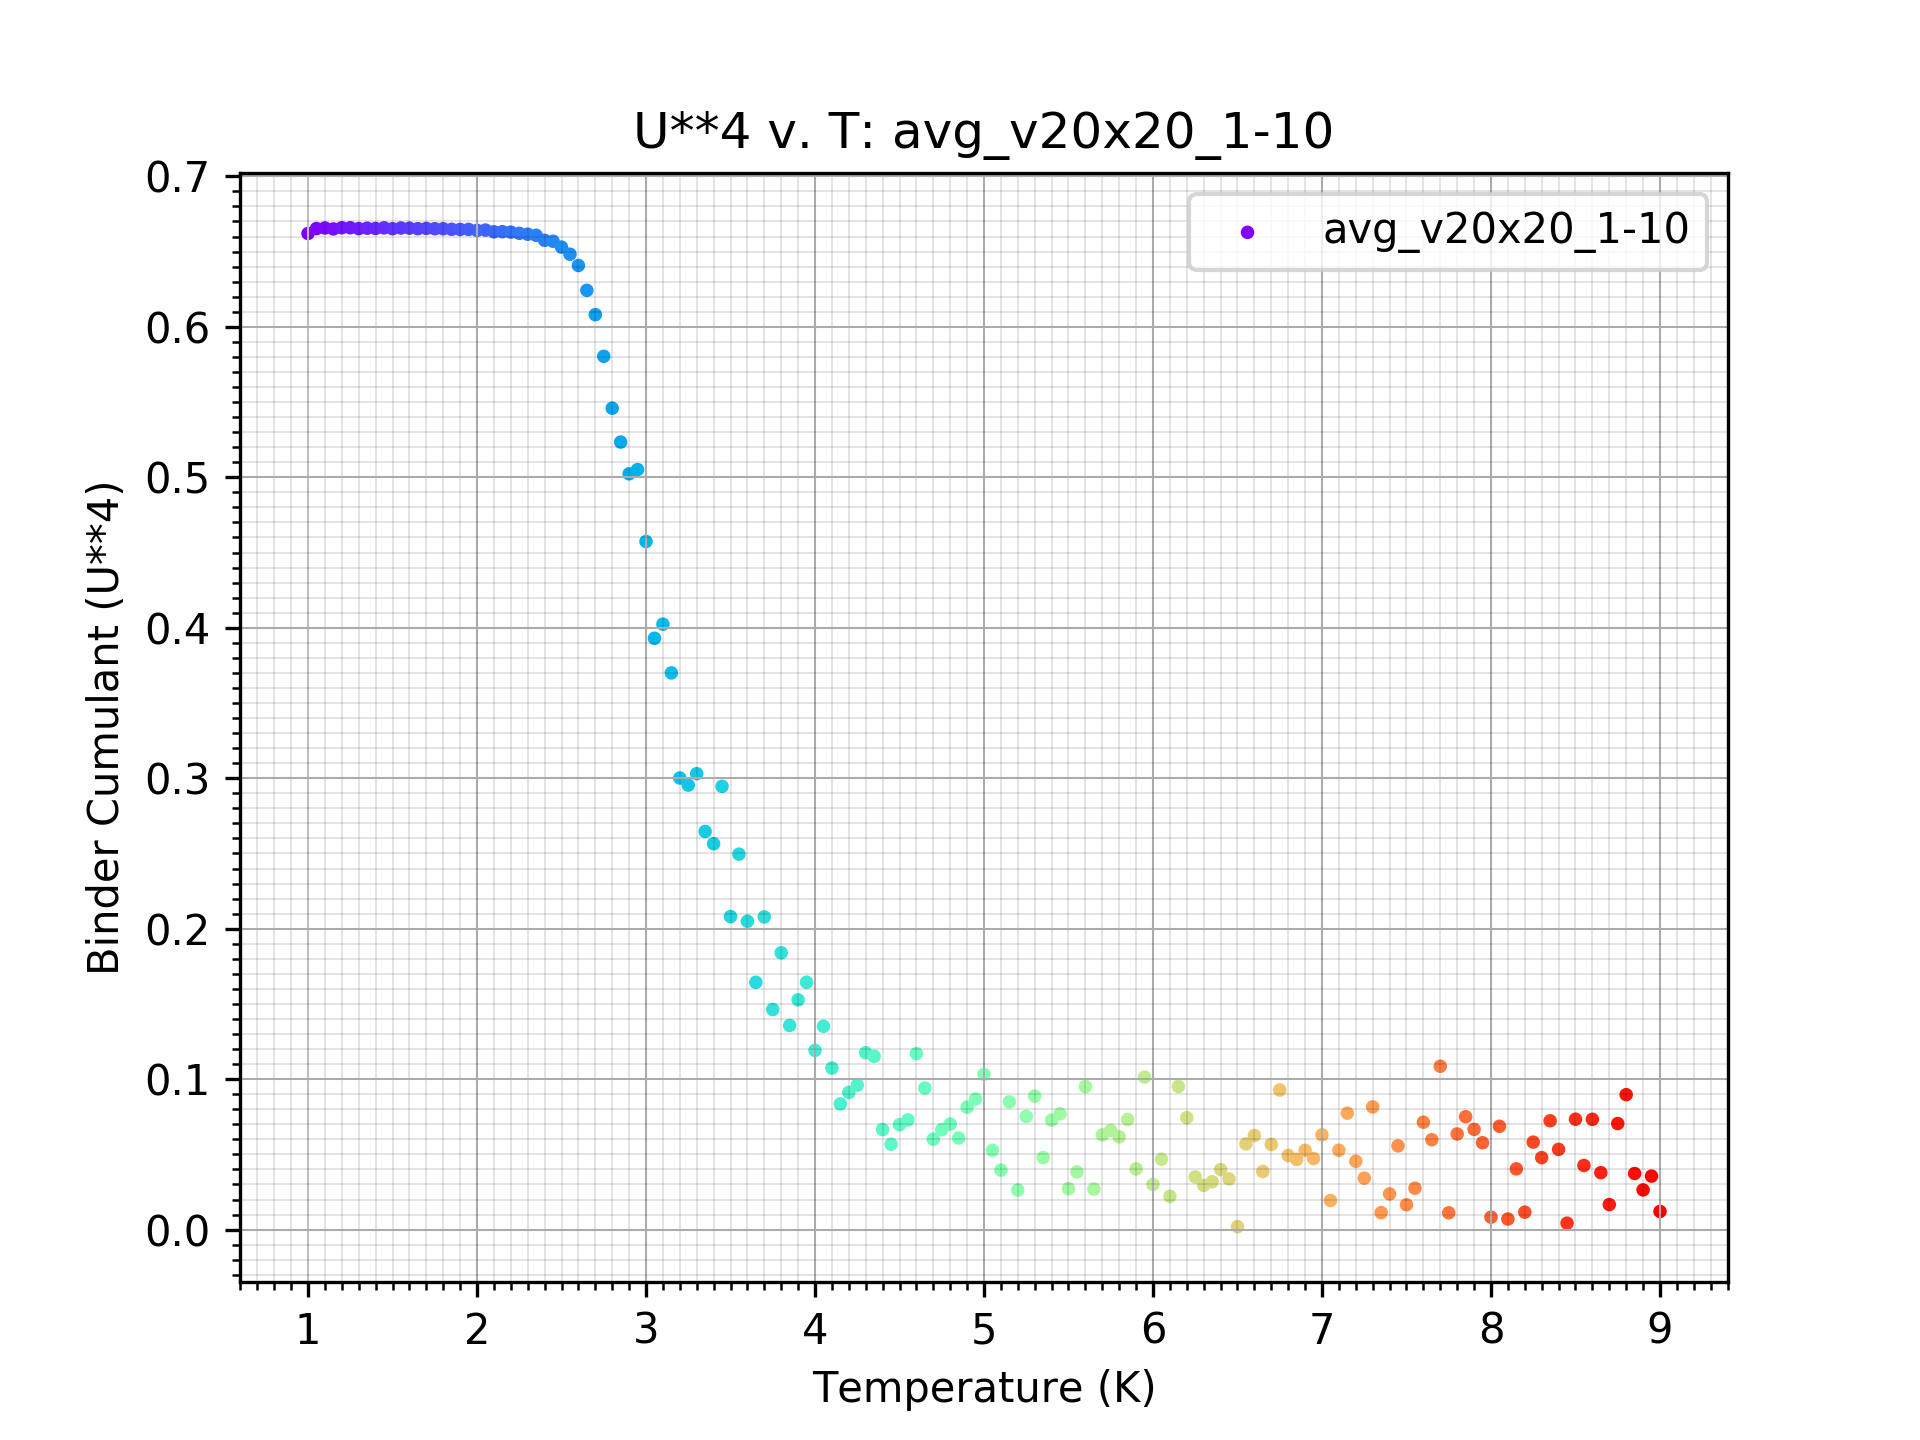 U**4 v. T: avg_v20x20_1-10
avg_v20x20_1-10
Binder Cumulant (U**4)
0.7
0.6
0.5
0.4
0.3
0.2
0.1
0.0
1 2 3 4 5 6 7 8 9
Temperature (K)